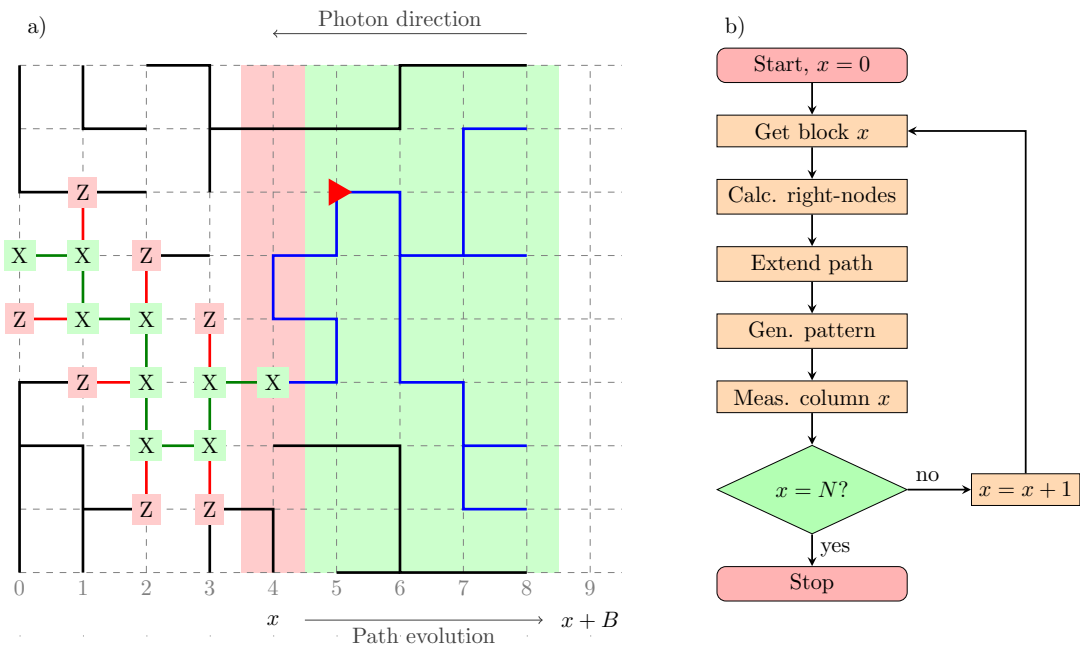 a)
Photon direction
Z
X X Z
Z X X Z
Z X X X
X X
Z Z
0 1 2 3 4 5 6 7 8 9
x x + B
Path evolution
b)
Start, x = 0
Get block x
Calc. right-nodes
Extend path
Gen. pattern
Meas. column x
x = N?
no
x = x + 1
yes
Stop